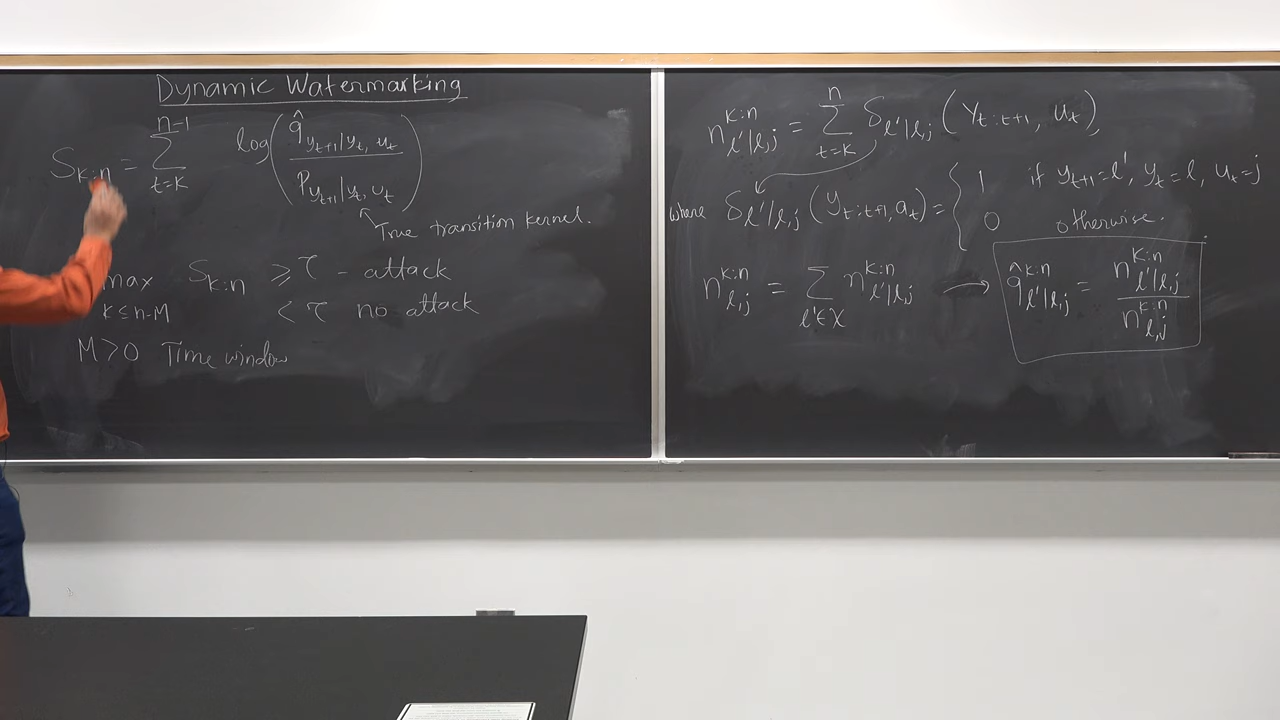 Dynamic Watermarking
S_{k:n} = \sum_{t=k}^{n-1} log( \hat{q}_{y_{t+1}|y_t, u_t} / P_{y_{t+1}|y_t, u_t} )
True transition kernel.
max_{k≤n-M} S_{k:n} ≥ τ - attack
< τ no attack
M>0 Time window
n^{k:n}_{l'|l,j} = \sum_{t=k}^{n} δ_{l'|l,j} (Y_{t:t+1}, u_t),
where δ_{l'|l,j} (y_{t:t+1}, a_t) = { 1 if y_{t+1}=l', y_t=l, u_t=j
0 otherwise.
n^{k:n}_{l,j} = \sum_{l'∈X} n^{k:n}_{l'|l,j} → \hat{q}^{k:n}_{l'|l,j} = n^{k:n}_{l'|l,j} / n^{k:n}_{l,j}